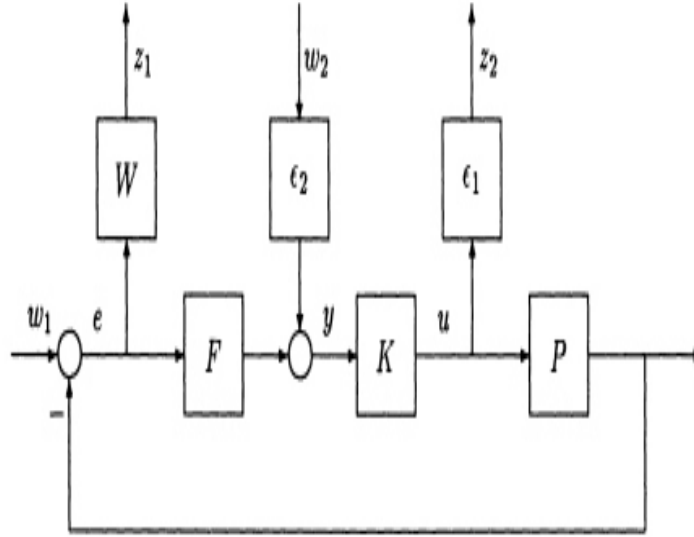 z₁ w₂ z₂
W ϵ₂ ϵ₁
w₁ e F y K u P
−